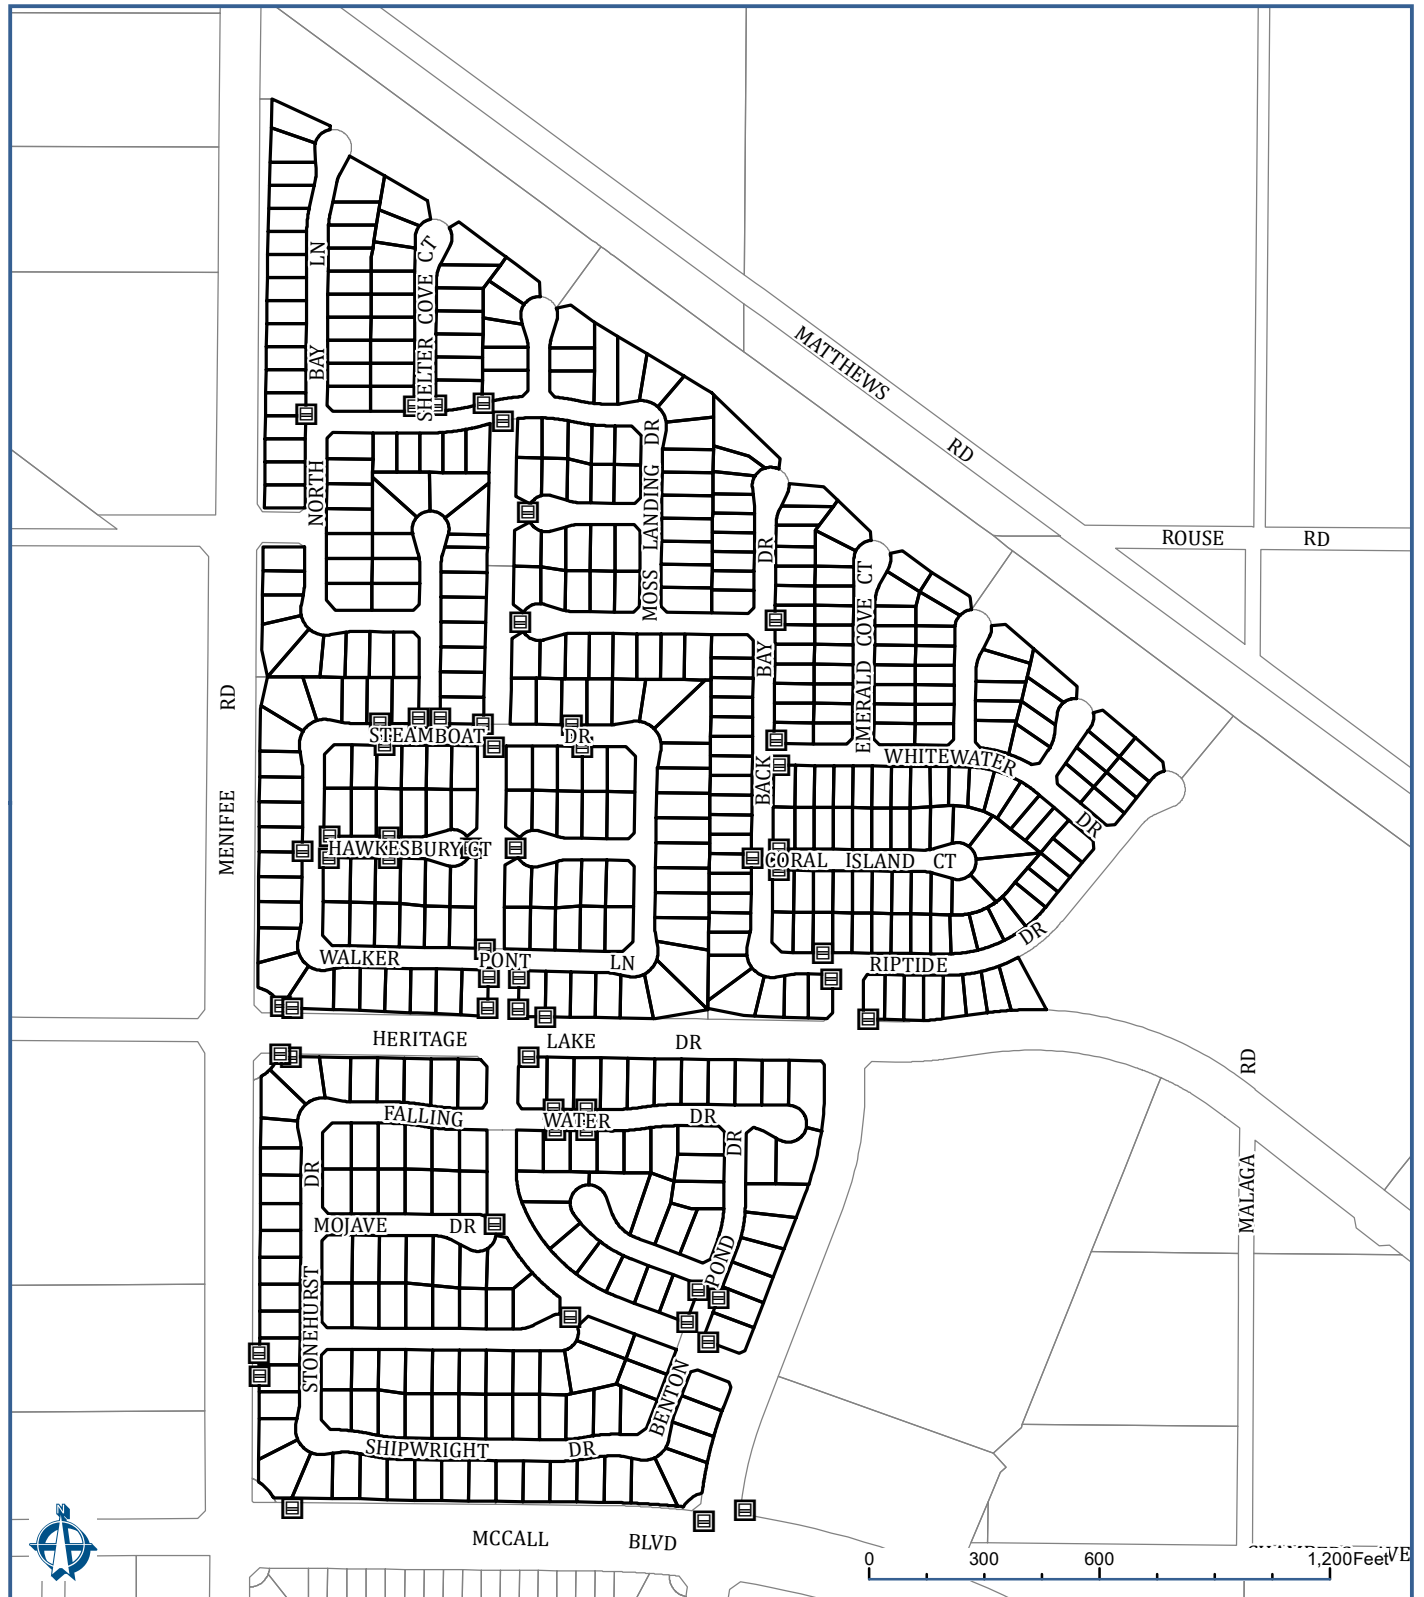 MATTHEWS
RD
ROUSE RD
NORTH BAY LN
SHELTER COVE CT
MOSS LANDING DR
BACK BAY DR
EMERALD COVE CT
MENIFEE RD
STEAMBOAT DR
WHITEWATER DR
HAWKESBURY CT
CORAL ISLAND CT
WALKER PONT LN
RIPTIDE DR
HERITAGE LAKE DR
FALLING WATER DR
MOJAVE DR
STONEHURST DR
BENTON POND DR
SHIPWRIGHT DR
MALAGA RD
MCCALL BLVD
N
0 300 600 1,200 Feet